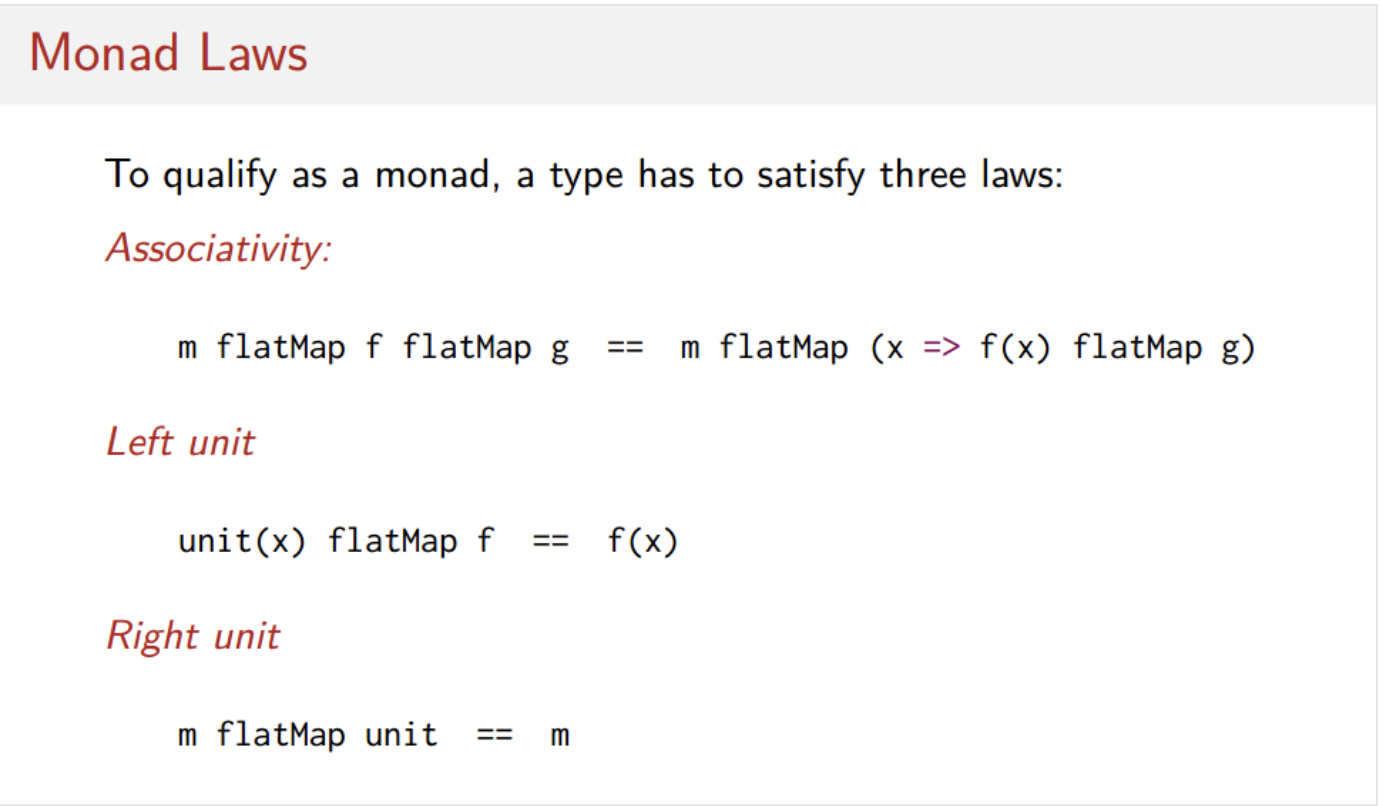 Monad Laws
To qualify as a monad, a type has to satisfy three laws:
Associativity:
m flatMap f flatMap g == m flatMap (x => f(x) flatMap g)
Left unit
unit(x) flatMap f == f(x)
Right unit
m flatMap unit == m